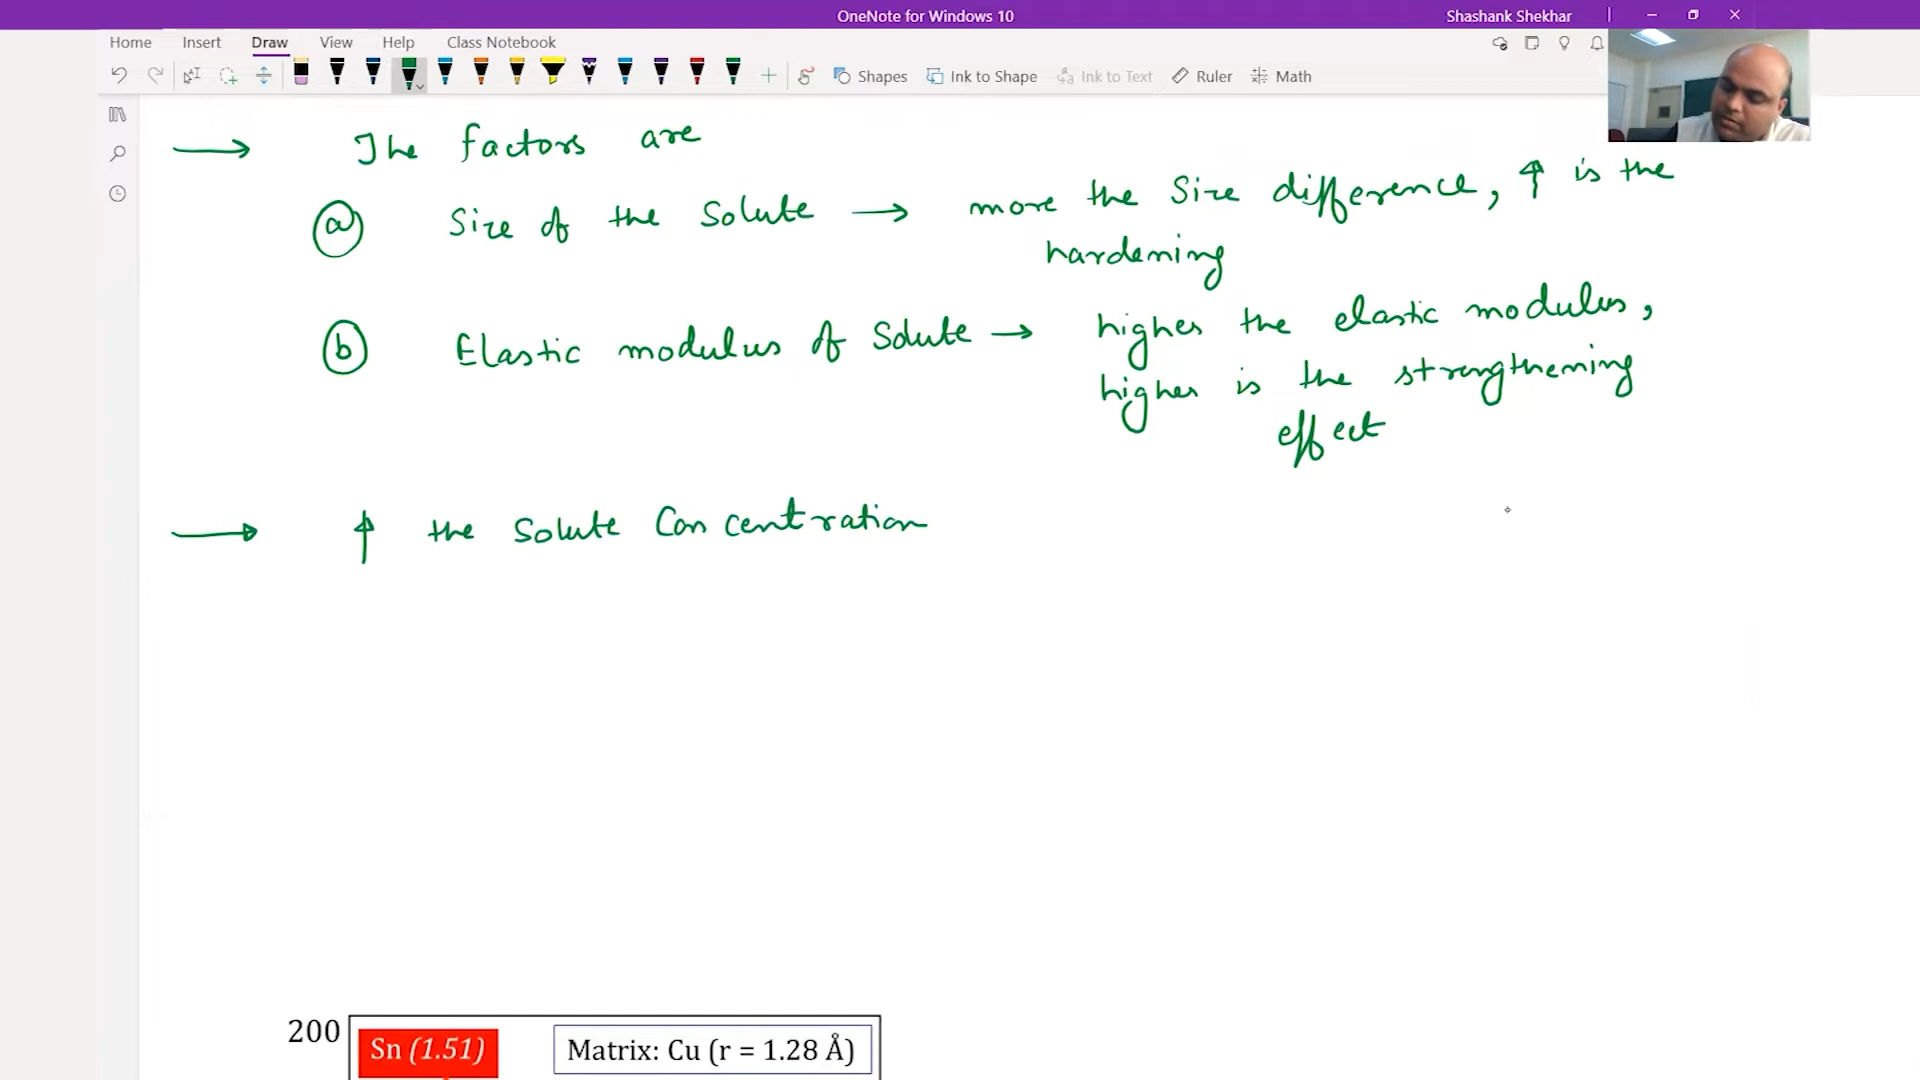 OneNote for Windows 10
Shashank Shekhar
Home Insert Draw View Help Class Notebook
Shapes Ink to Shape Ink to Text Ruler Math
→ The factors are
(a) Size of the Solute → more the Size difference, ↑ is the
hardening
(b) Elastic modulus of Solute → higher the elastic modulus,
higher is the strengthening
effect
→ ↑ the Solute Concentration
200
Sn (1.51)
Matrix: Cu (r = 1.28 Å)